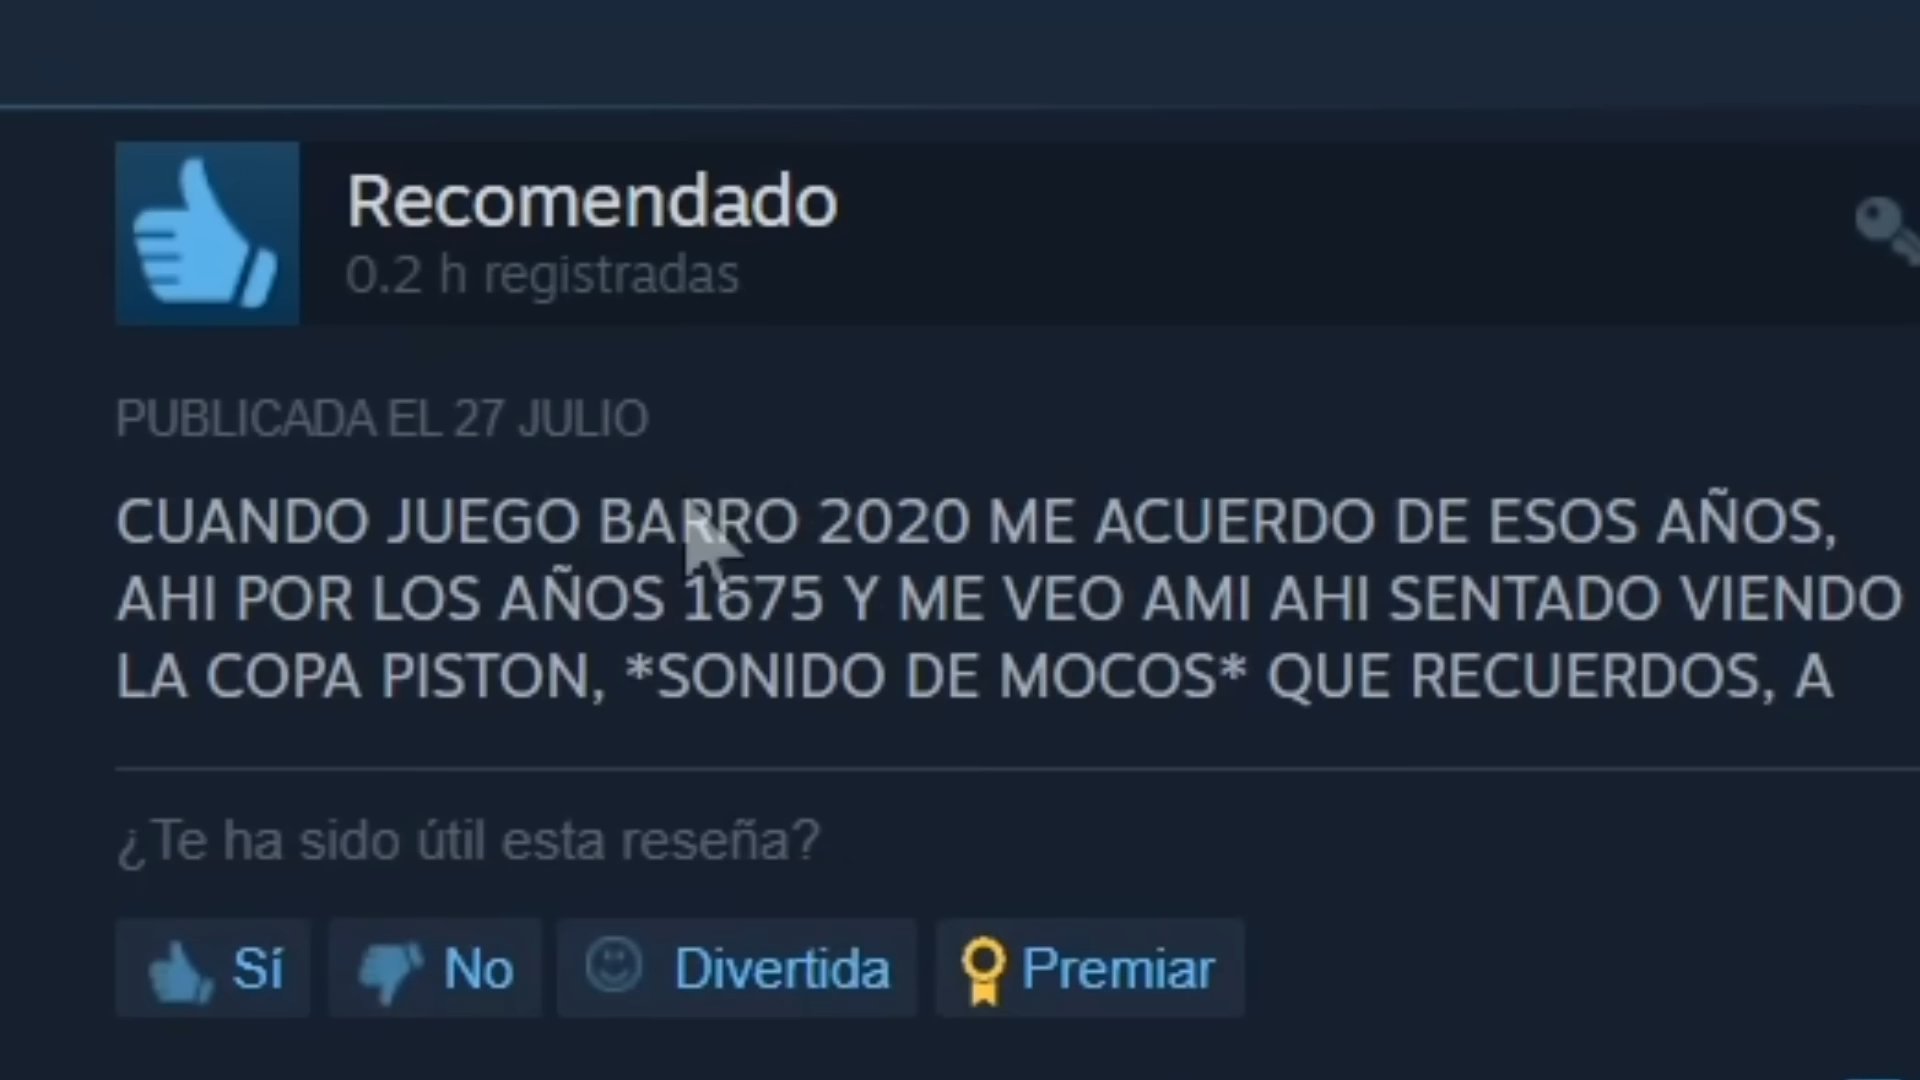 Recomendado
0.2 h registradas
PUBLICADA EL 27 JULIO
CUANDO JUEGO BARRO 2020 ME ACUERDO DE ESOS AÑOS,
AHI POR LOS AÑOS 1675 Y ME VEO AMI AHI SENTADO VIENDO
LA COPA PISTON, *SONIDO DE MOCOS* QUE RECUERDOS, A
¿Te ha sido útil esta reseña?
Sí No Divertida Premiar